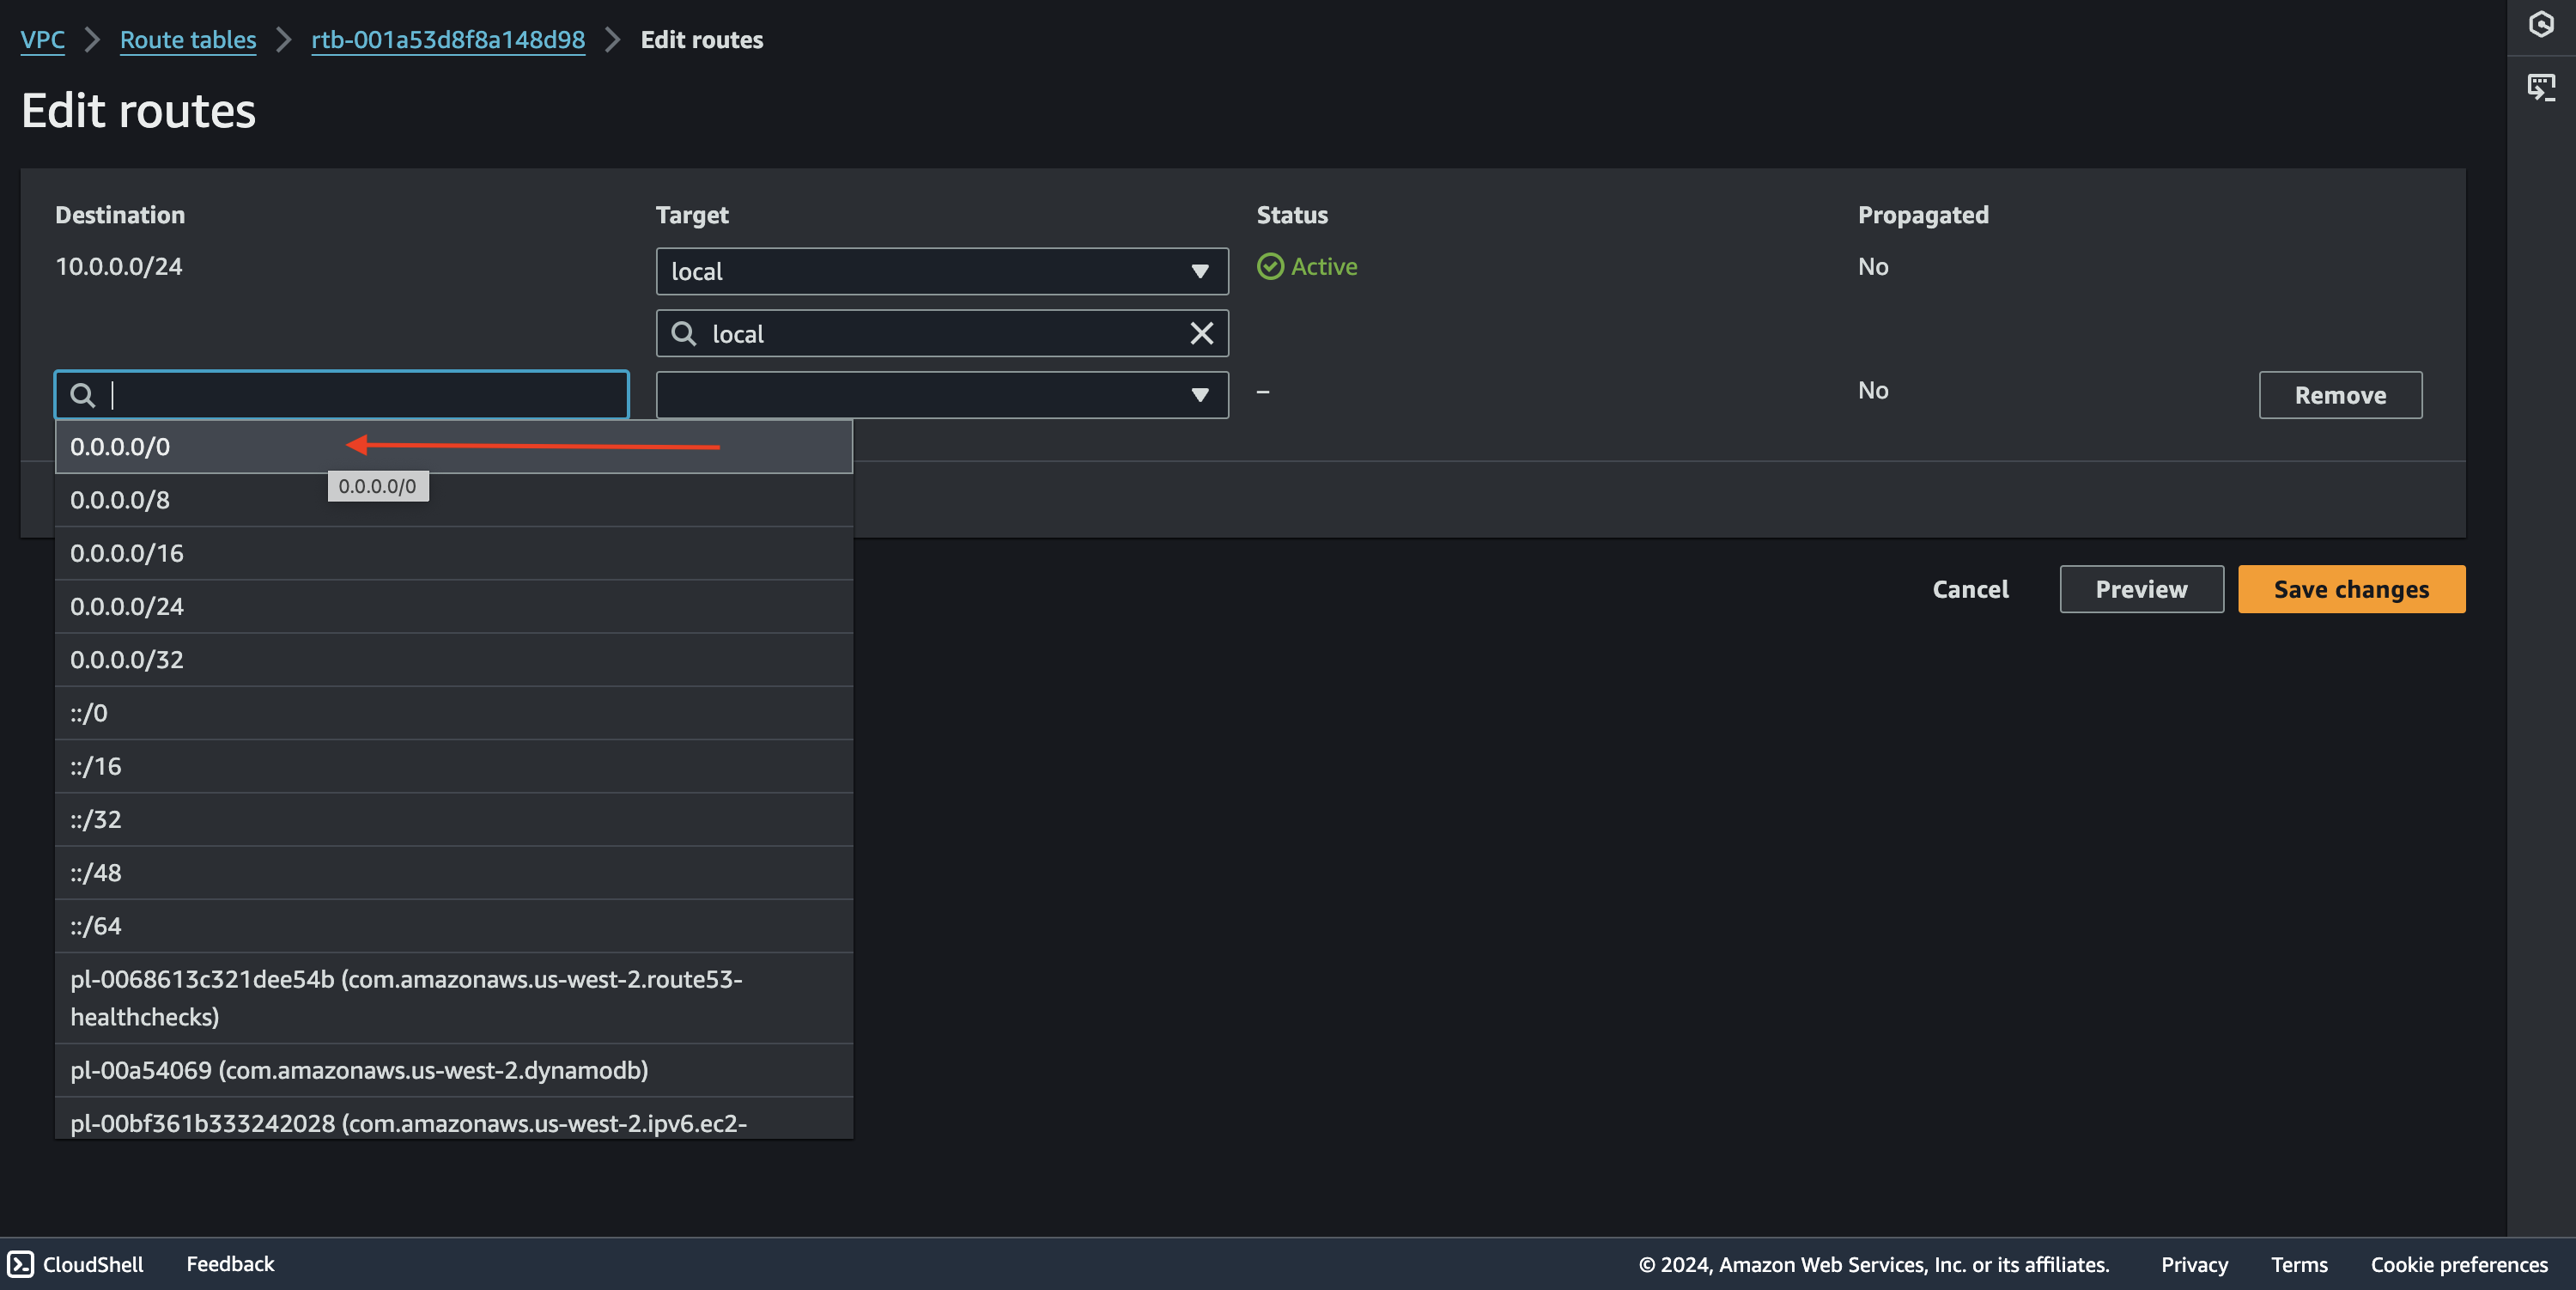 VPC > Route tables > rtb-001a53d8f8a148d98 > Edit routes
Edit routes
Destination Target Status Propagated
10.0.0.0/24 local Active No
local
– No Remove
0.0.0.0/0
0.0.0.0/0
0.0.0.0/8
0.0.0.0/16
0.0.0.0/24
0.0.0.0/32
::/0
::/16
::/32
::/48
::/64
pl-0068613c321dee54b (com.amazonaws.us-west-2.route53-
healthchecks)
pl-00a54069 (com.amazonaws.us-west-2.dynamodb)
pl-00bf361b333242028 (com.amazonaws.us-west-2.ipv6.ec2-
Cancel Preview Save changes
CloudShell Feedback © 2024, Amazon Web Services, Inc. or its affiliates. Privacy Terms Cookie preferences